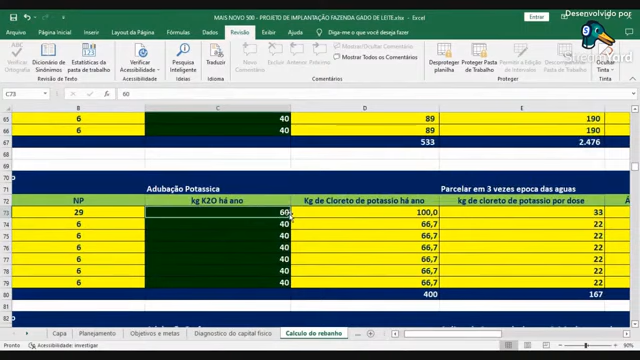 Desenvolvido por
MAIS NOVO 500 - PROJETO DE IMPLANTAÇÃO FAZENDA GADO DE LEITE.xlsx - Excel
Entrar
Arquivo Página Inicial Inserir Layout da Página Fórmulas Dados Revisão Exibir Ajuda Diga-me o que você deseja fazer
Verificar Ortografia
Dicionário de Sinônimos
Estatísticas da pasta de trabalho
Verificar Acessibilidade
Pesquisa Inteligente
Traduzir
Mostrar/Ocultar Comentário
Mostrar Todos os Comentários
Desproteger planilha
Proteger Pasta de Trabalho
Ocultar Tinta
Revisão de Texto
Acessibilidade
Idioma
Comentários
C73 60
B C D E
65 6 40 89 190
66 6 40 89 190
67 533 2.476
68
69
70
71 Adubação Potassica Parcelar em 3 vezes epoca das aguas
72 NP kg K2O há ano Kg de Cloreto de potassio há ano kg de cloreto de potassio por dose
73 29 60 100,0 33
74 6 40 66,7 22
75 6 40 66,7 22
76 6 40 66,7 22
77 6 40 66,7 22
78 6 40 66,7 22
79 6 40 66,7 22
80 400 167
81
82
Capa Planejamento Objetivos e metas Diagnostico do capital fisico Calculo do rebanho ...
Pronto Acessibilidade: investigar 90%